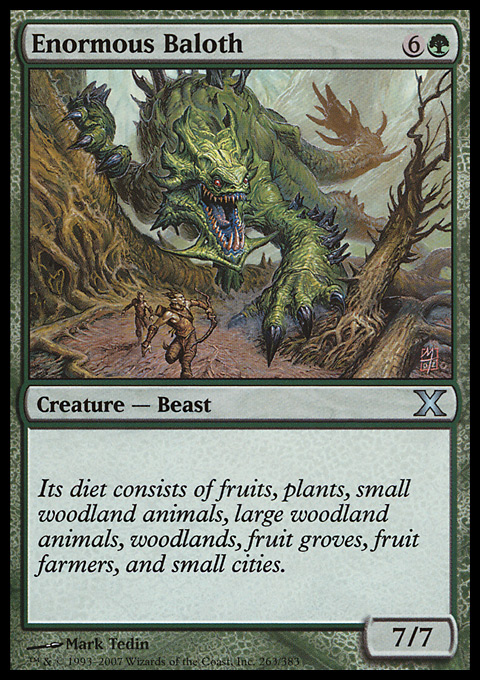 Enormous Baloth 6
Creature — Beast X
Its diet consists of fruits, plants, small
woodland animals, large woodland
animals, woodlands, fruit groves, fruit
farmers, and small cities.
7/7
Mark Tedin
™ & © 1993–2007 Wizards of the Coast, Inc. 263/383